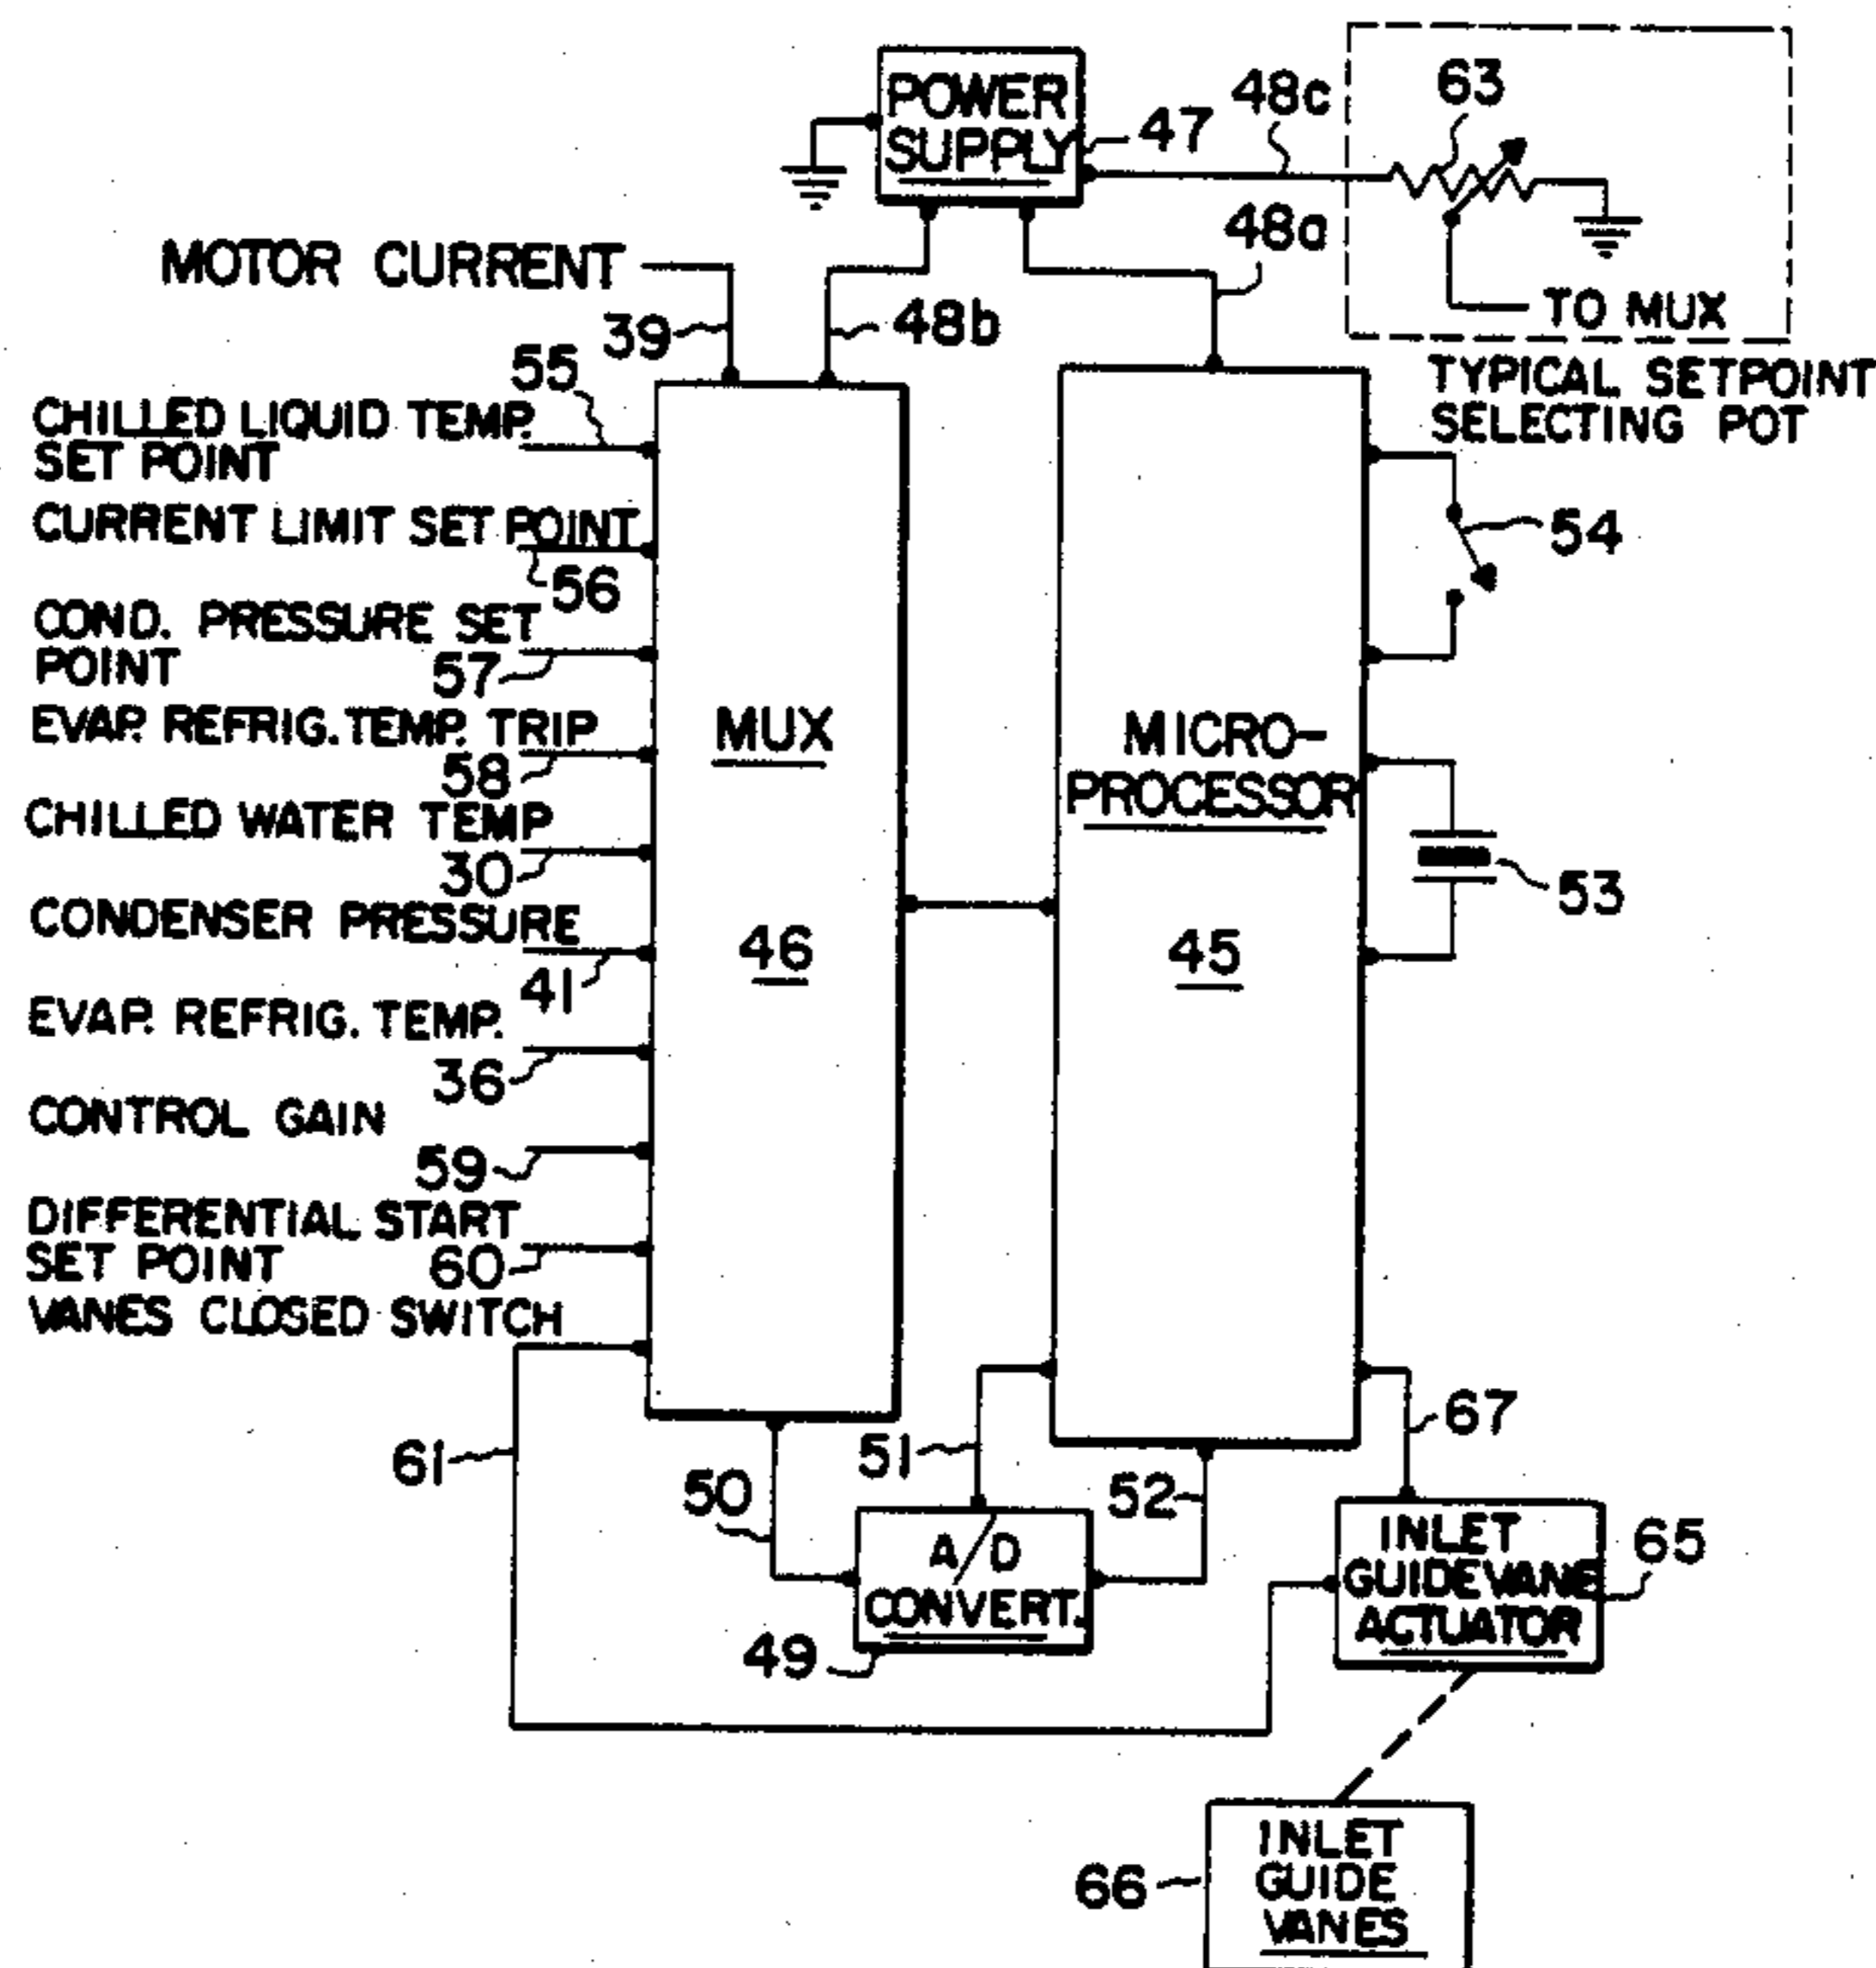 POWER
SUPPLY
47
48c
63
48a
MOTOR CURRENT
39
48b
TO MUX
TYPICAL SETPOINT
SELECTING POT
55
CHILLED LIQUID TEMP.
SET POINT
CURRENT LIMIT SET POINT
56
54
COND. PRESSURE SET
POINT
57
EVAP. REFRIG. TEMP. TRIP
58
MUX
MICRO-
PROCESSOR
CHILLED WATER TEMP
30
53
CONDENSER PRESSURE
41
46
45
EVAP. REFRIG. TEMP.
36
CONTROL GAIN
59
DIFFERENTIAL START
SET POINT
60
VANES CLOSED SWITCH
61
50
51
52
67
A/D
CONVERT.
49
INLET
GUIDEVANE
ACTUATOR
65
66
INLET
GUIDE
VANES